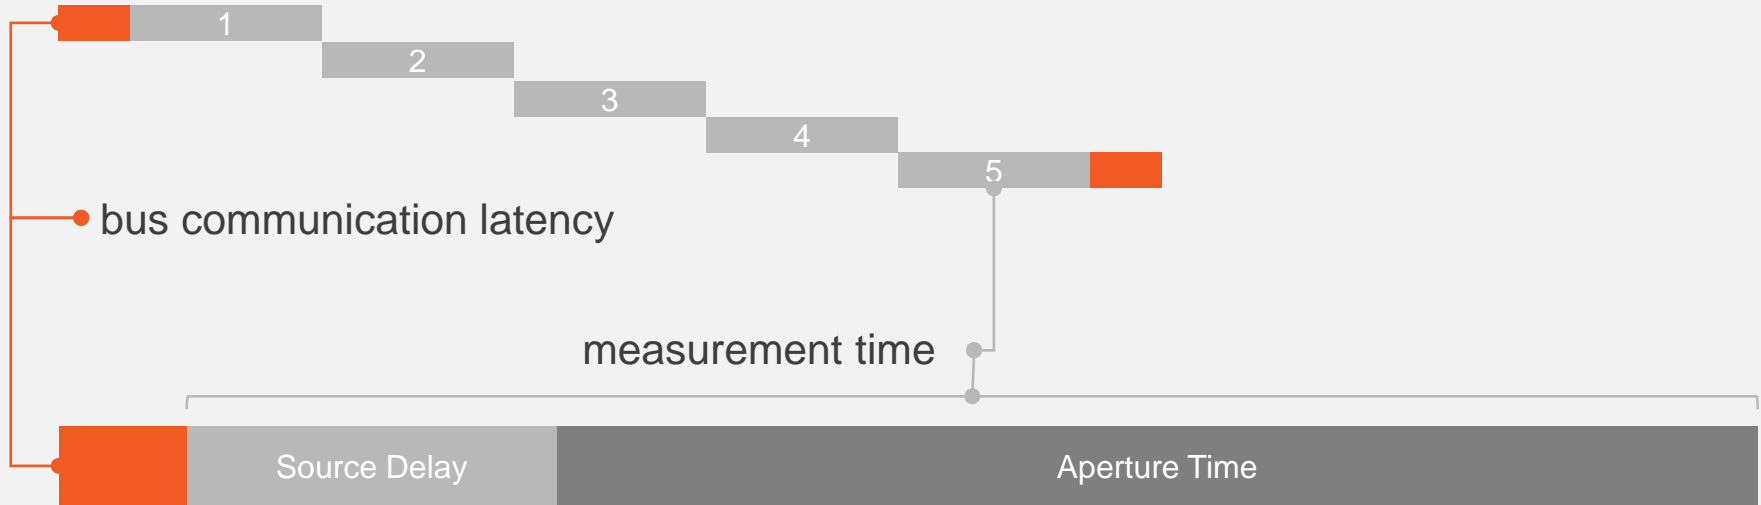 1
2
3
4
5
bus communication latency
measurement time
Source Delay
Aperture Time